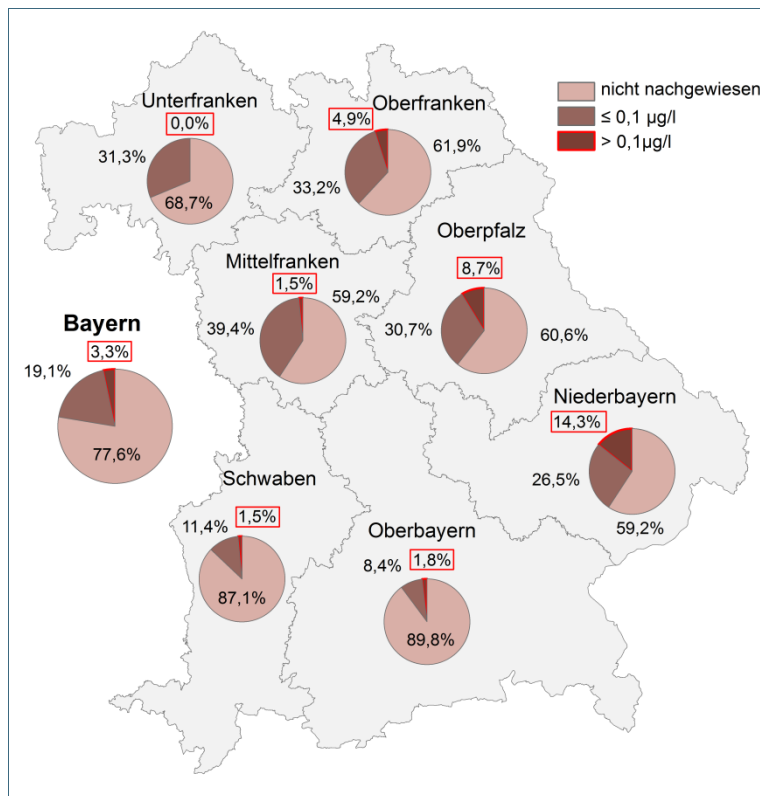 Unterfranken
0,0%
31,3%
68,7%
Oberfranken
4,9%
61,9%
33,2%
nicht nachgewiesen
≤ 0,1 µg/l
> 0,1µg/l
Mittelfranken
1,5%
59,2%
39,4%
Oberpfalz
8,7%
30,7%
60,6%
Bayern
3,3%
19,1%
77,6%
Niederbayern
14,3%
26,5%
59,2%
Schwaben
11,4%
1,5%
87,1%
Oberbayern
8,4%
1,8%
89,8%